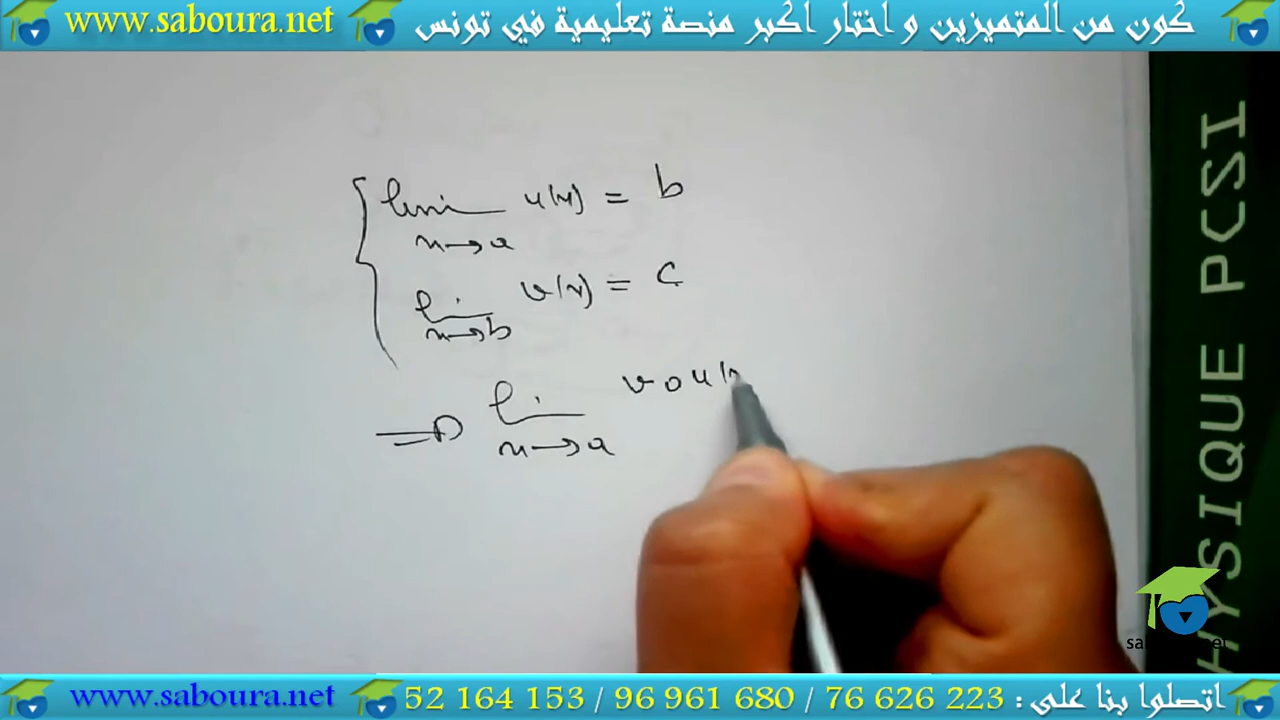 www.saboura.net كون من المتميزين و اختار اكبر منصة تعليمية في تونس
lim u(x) = b
x→a
lim v(x) = c
x→b
⇒ lim v o u(x
x→a
HYSIQUE PCSI
www.saboura.net 52 164 153 / 96 961 680 / 76 626 223 : اتصلوا بنا على